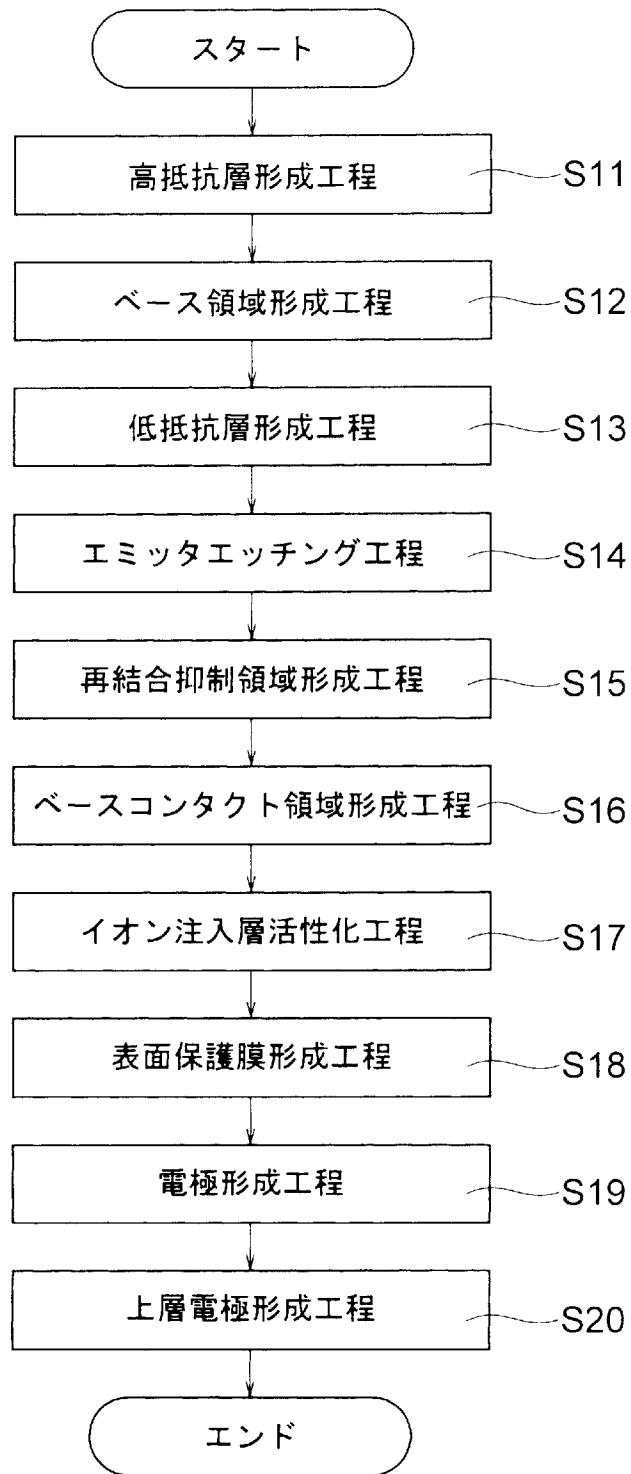 スタート
高抵抗層形成工程 S11
ベース領域形成工程 S12
低抵抗層形成工程 S13
エミッタエッチング工程 S14
再結合抑制領域形成工程 S15
ベースコンタクト領域形成工程 S16
イオン注入層活性化工程 S17
表面保護膜形成工程 S18
電極形成工程 S19
上層電極形成工程 S20
エンド